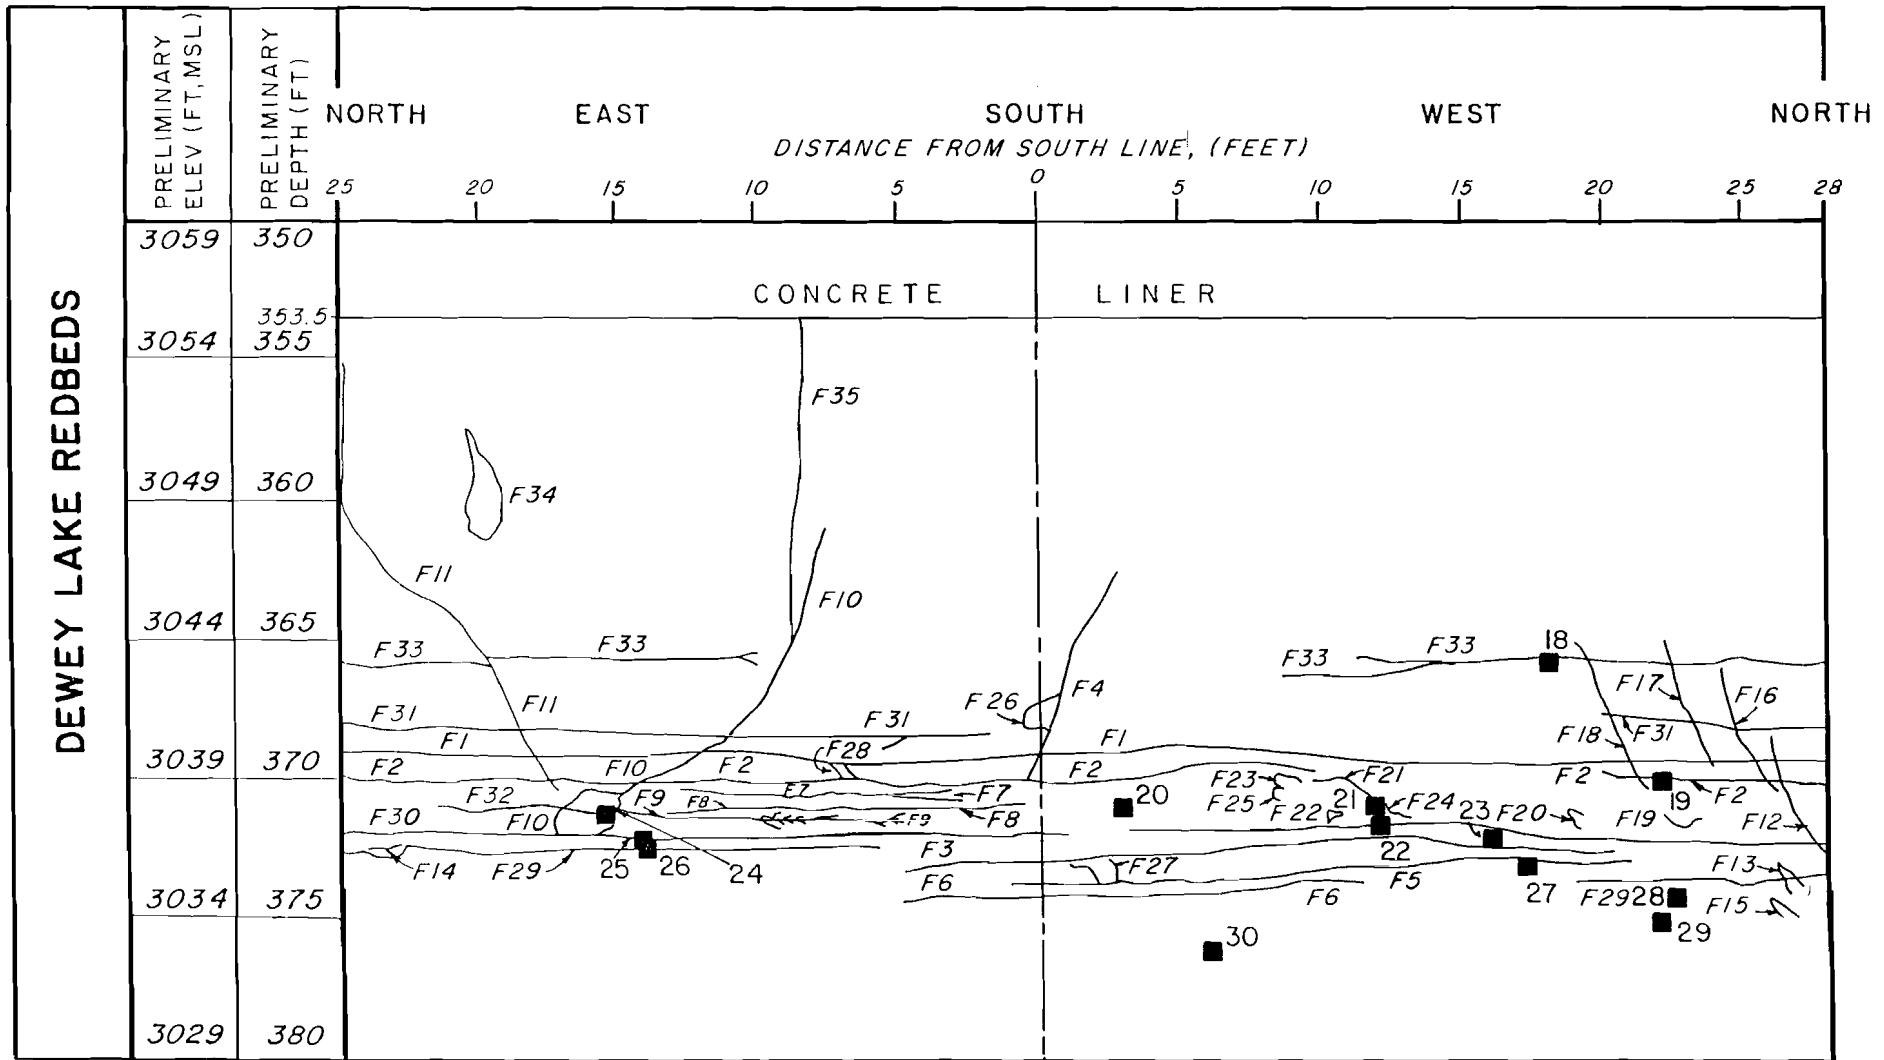 DEWEY LAKE REDBEDS
PRELIMINARY
ELEV (FT, MSL)
PRELIMINARY
DEPTH (FT)
NORTH EAST SOUTH WEST NORTH
DISTANCE FROM SOUTH LINE, (FEET)
25 20 15 10 5 0 5 10 15 20 25 28
3059 350
CONCRETE LINER
353.5
3054 355
F35
3049 360
F34
F11
F10
3044 365
F33 F33 F33 F33 18
F11 F26 F4 F17 F16
F31 F31 F18 F31
F1 F28 F1
3039 370
F2 F10 F2 F2 F2 F2
F32 F9 F8 F7 F7 20 F23 F21 19
F25 F22 21 F24 23 F20 F19 F12
F30 F10 F9 F8
F14 F29 25 26 24 F3 F27 22 F13
F6 F5 27 F29 28 F15
3034 375
F6
29
30
3029 380